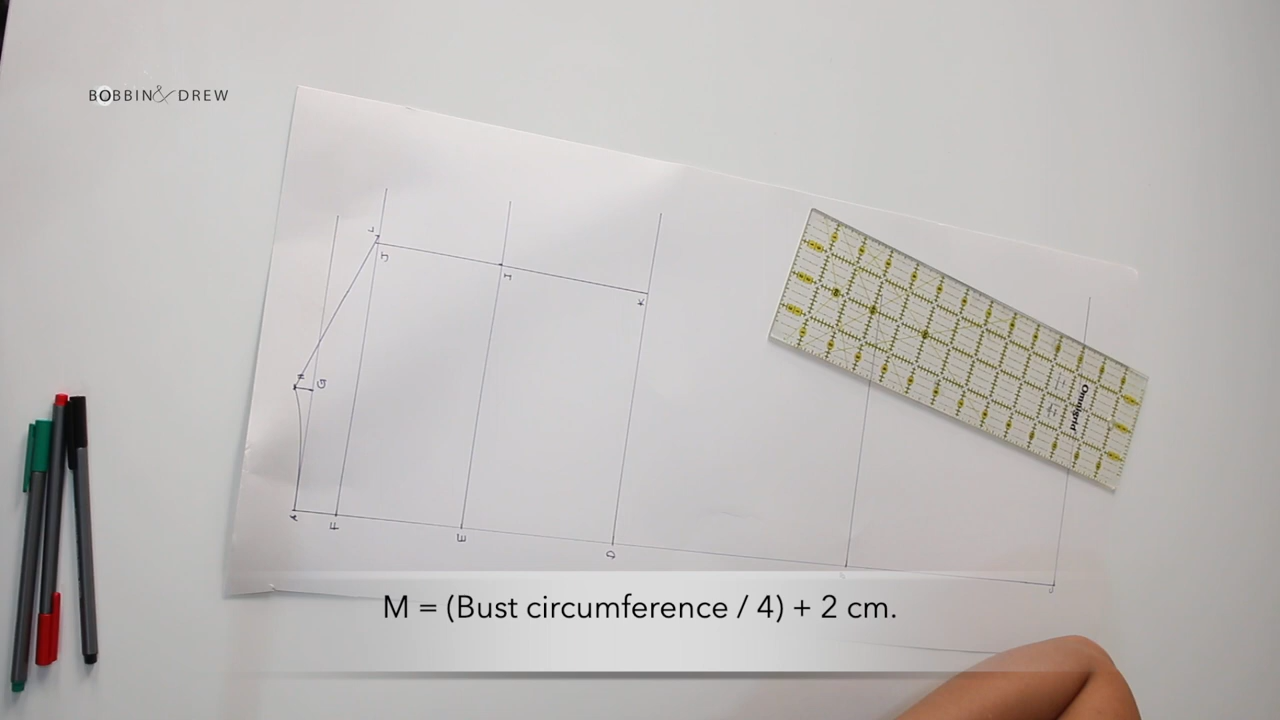 BOBBIN & DREW
L
J
I
K
H
G
A
F
E
D
Omnigrid
M = (Bust circumference / 4) + 2 cm.